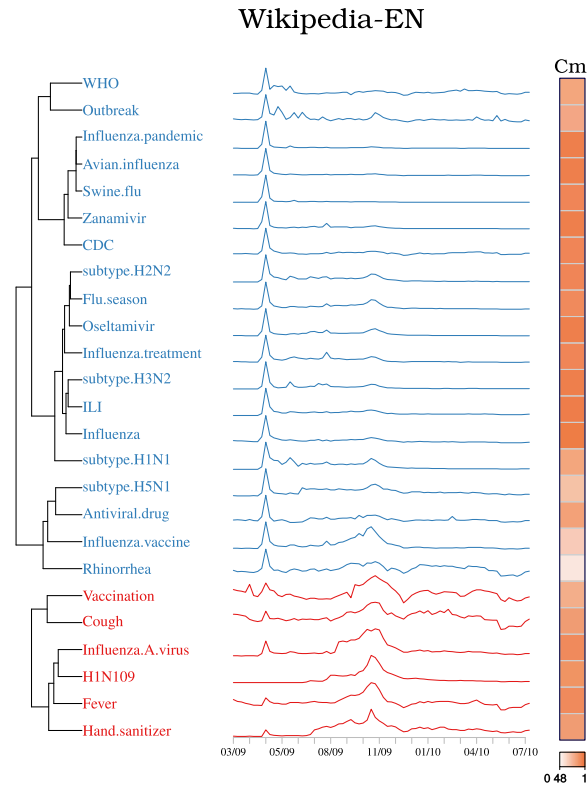 Wikipedia-EN
Cm
WHO
Outbreak
Influenza.pandemic
Avian.influenza
Swine.flu
Zanamivir
CDC
subtype.H2N2
Flu.season
Oseltamivir
Influenza.treatment
subtype.H3N2
ILI
Influenza
subtype.H1N1
subtype.H5N1
Antiviral.drug
Influenza.vaccine
Rhinorrhea
Vaccination
Cough
Influenza.A.virus
H1N109
Fever
Hand.sanitizer
03/09 05/09 08/09 11/09 01/10 04/10 07/10
0 48 1